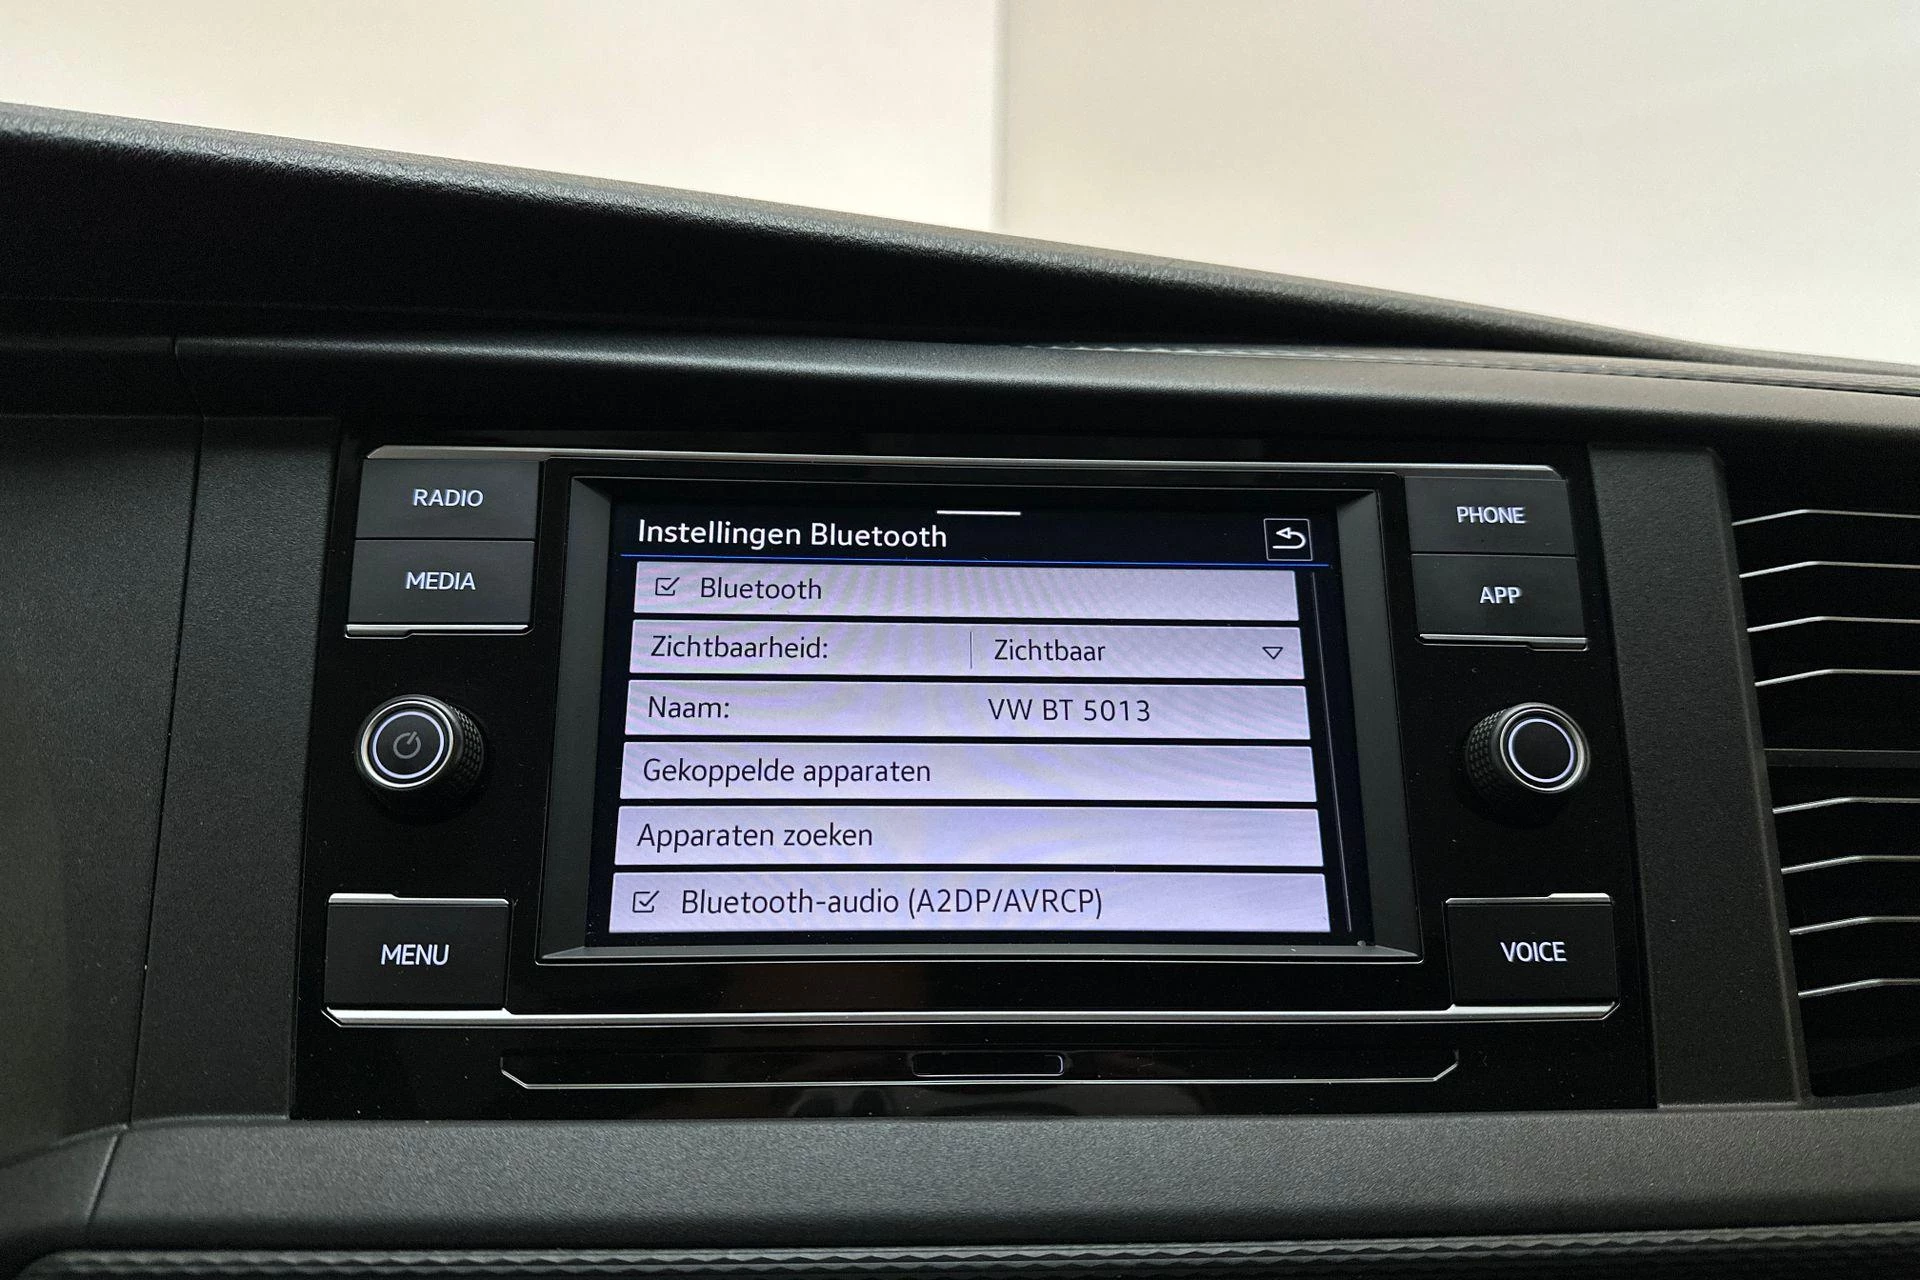 RADIO
MEDIA
MENU
Instellingen Bluetooth
Bluetooth
Zichtbaarheid: Zichtbaar
Naam: VW BT 5013
Gekoppelde apparaten
Apparaten zoeken
Bluetooth-audio (A2DP/AVRCP)
PHONE
APP
VOICE